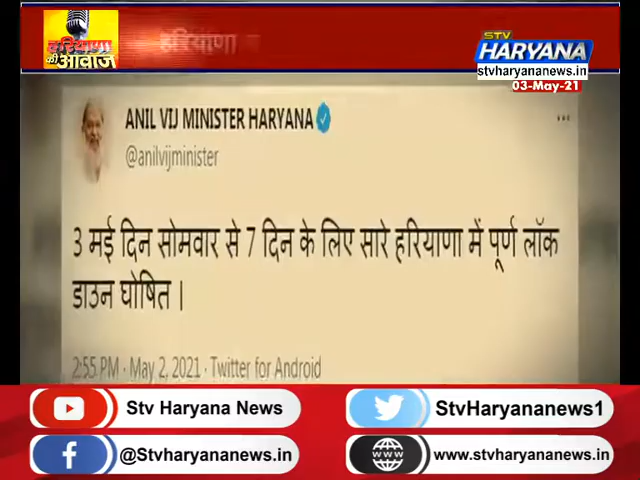 हरियाणा
की आवाज
हरियाणा
STV
HARYANA
stvharyananews.in
03-May-21
ANIL VIJ MINISTER HARYANA
@anilvijminister
3 मई दिन सोमवार से 7 दिन के लिए सारे हरियाणा में पूर्ण लॉक
डाउन घोषित।
2:55 PM · May 2, 2021 · Twitter for Android
Stv Haryana News
StvHaryananews1
@Stvharyananews.in
www.stvharyananews.in